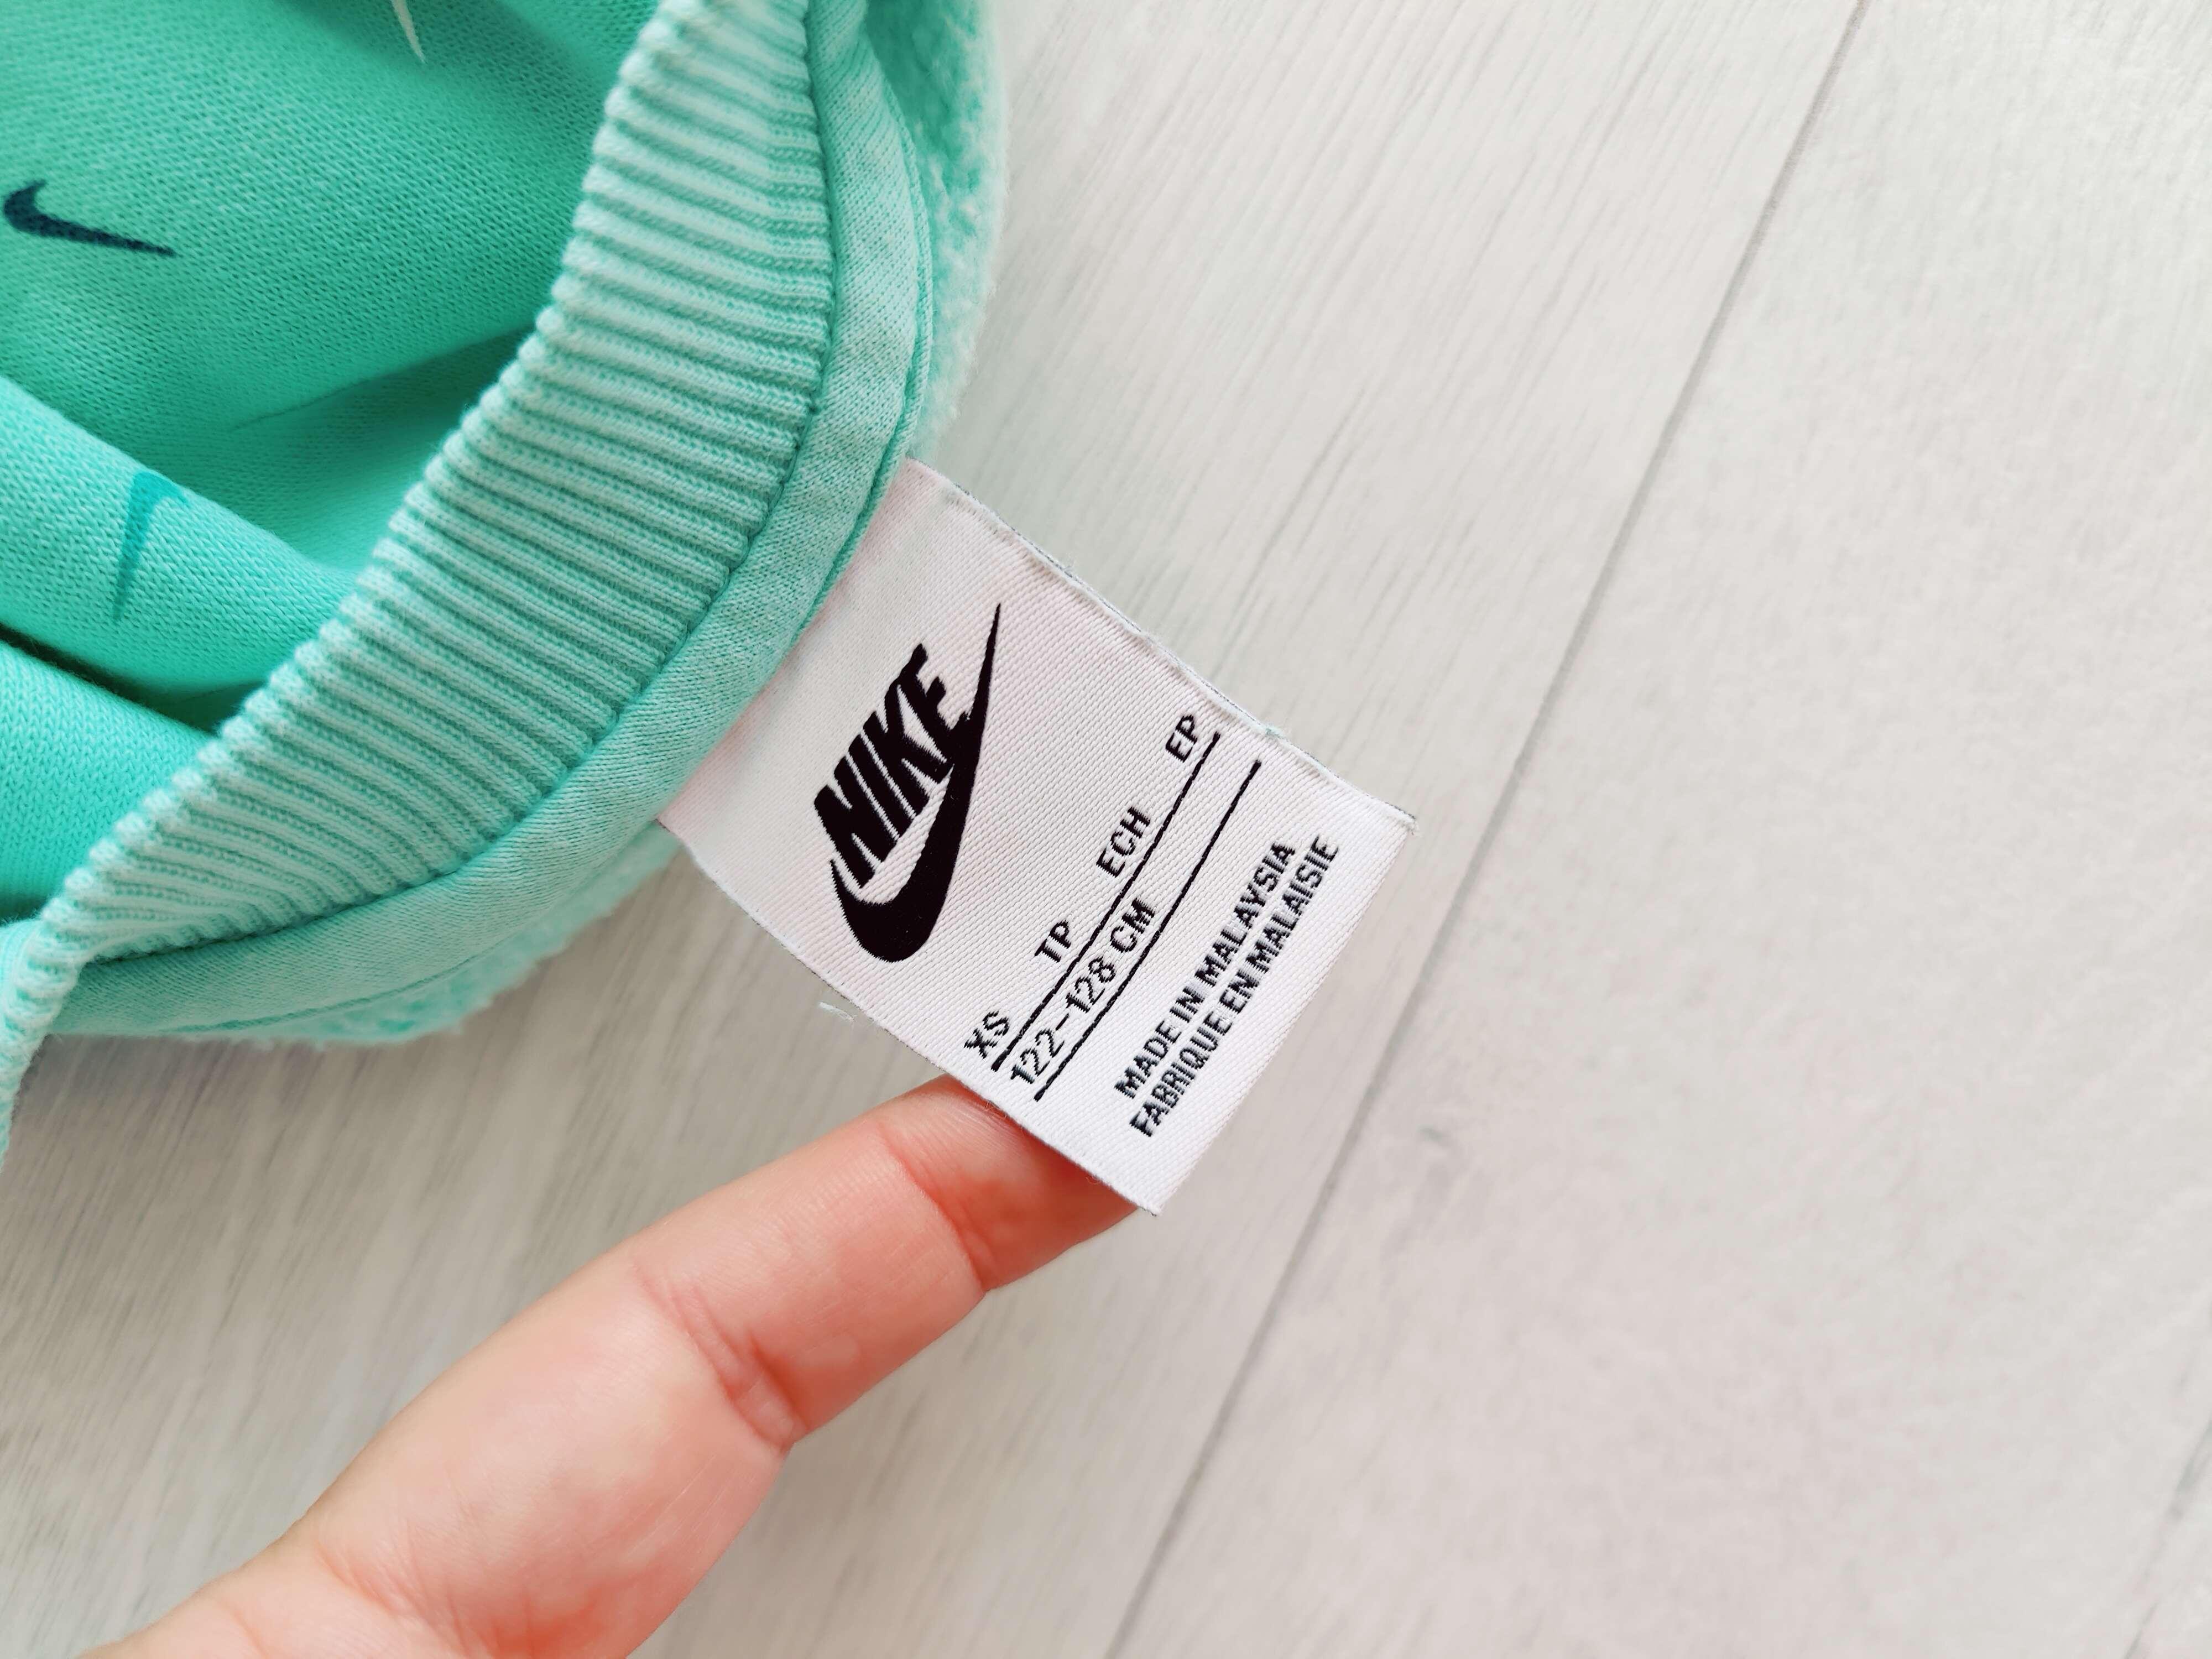 NIKE
XS TP ECH EP
122-128 CM
MADE IN MALAYSIA
FABRIQUE EN MALAISIE